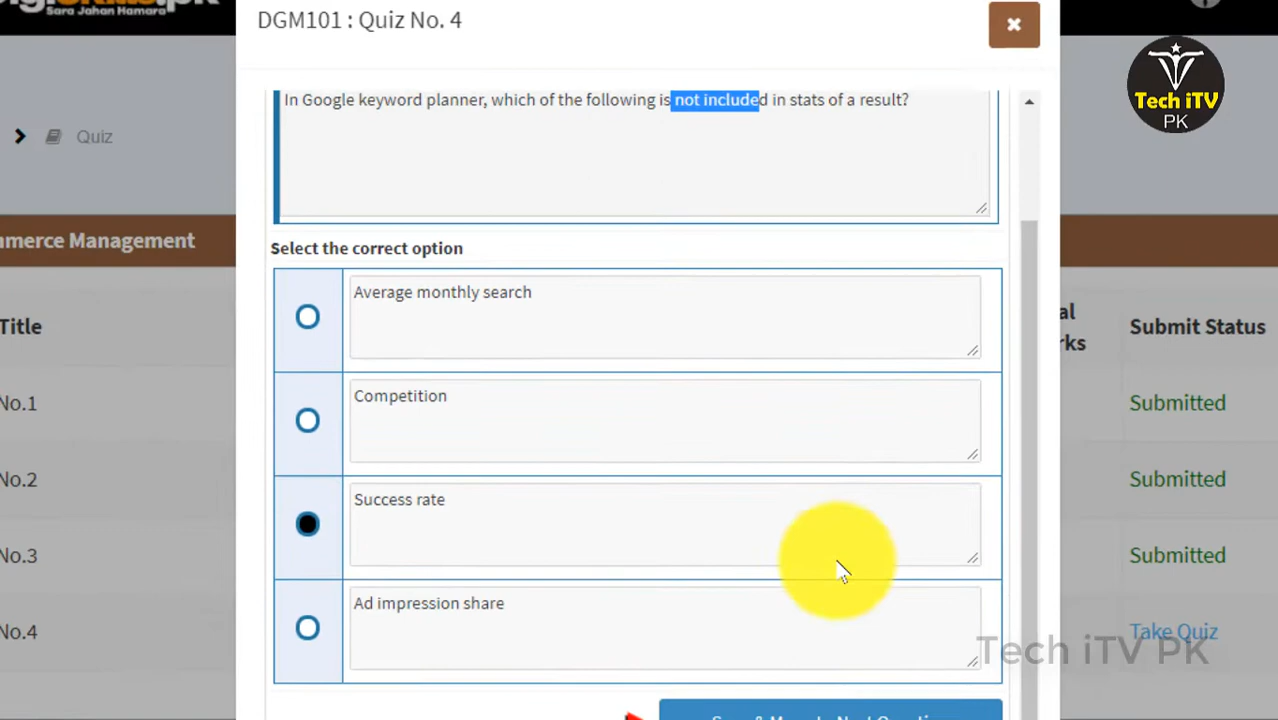 Sara Jahan Hamara
DGM101 : Quiz No. 4
Tech iTV
PK
Quiz
In Google keyword planner, which of the following is not included in stats of a result?
mmerce Management
Select the correct option
Average monthly search
Title
Submit Status
Competition
No.1
Submitted
No.2
Submitted
Success rate
No.3
Submitted
Ad impression share
No.4
Take Quiz
Tech iTV PK